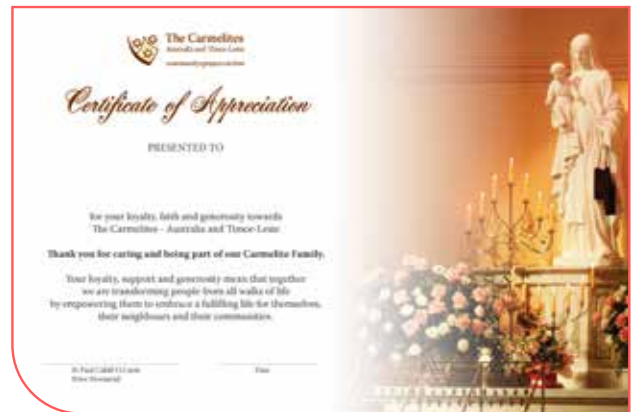 The Carmelites
Australia and Timor-Leste
Certificate of Appreciation
PRESENTED TO
for your loyalty, faith and generosity towards
The Carmelites - Australia and Timor-Leste
Thank you for caring and being part of our Carmelite Family.
Your loyalty, support and generosity mean that together
we are transforming people from all walks of life
by empowering them to embrace a fulfilling life for themselves,
their neighbours and their communities.
Date
Prior Provincial